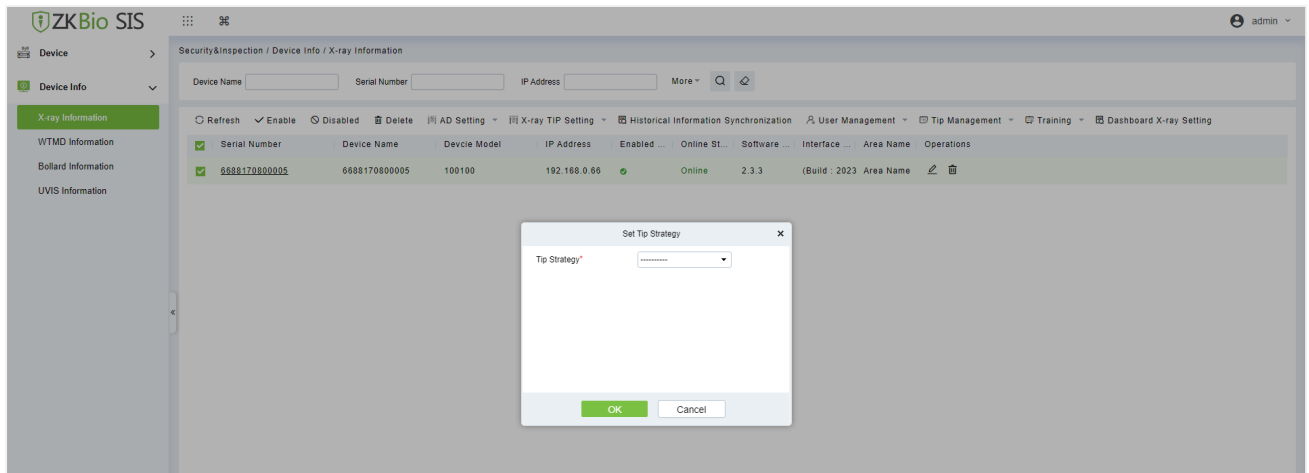 ZKBio SIS
admin
Device
Security&Inspection / Device Info / X-ray Information
Device Info
Device Name Serial Number IP Address More
X-ray Information
Refresh Enable Disabled Delete AD Setting X-ray TIP Setting Historical Information Synchronization User Management Tip Management Training Dashboard X-ray Setting
WTMD Information
Serial Number Device Name Devcie Model IP Address Enabled ... Online St... Software ... Interface ... Area Name Operations
Bollard Information
6688170800005 6688170800005 100100 192.168.0.66 Online 2.3.3 (Build : 2023 Area Name
UVIS Information
Set Tip Strategy
Tip Strategy* ----------
OK Cancel